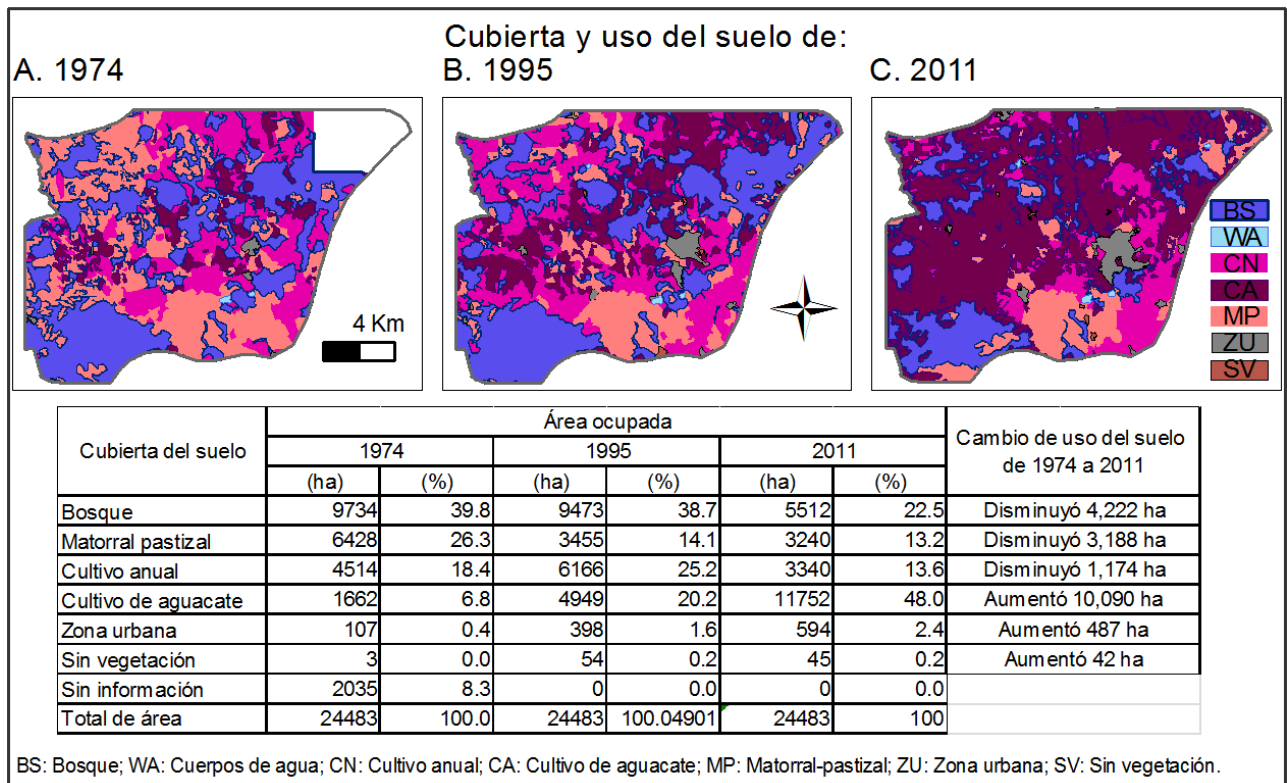 Cubierta y uso del suelo de:
A. 1974
B. 1995
C. 2011
4 Km
BS
WA
CN
CA
MP
ZU
SV
Cubierta del suelo
Área ocupada
Cambio de uso del suelo
de 1974 a 2011
1974 1995 2011
(ha) (%) (ha) (%) (ha) (%)
Bosque 9734 39.8 9473 38.7 5512 22.5 Disminuyó 4,222 ha
Matorral pastizal 6428 26.3 3455 14.1 3240 13.2 Disminuyó 3,188 ha
Cultivo anual 4514 18.4 6166 25.2 3340 13.6 Disminuyó 1,174 ha
Cultivo de aguacate 1662 6.8 4949 20.2 11752 48.0 Aumentó 10,090 ha
Zona urbana 107 0.4 398 1.6 594 2.4 Aumentó 487 ha
Sin vegetación 3 0.0 54 0.2 45 0.2 Aumentó 42 ha
Sin información 2035 8.3 0 0.0 0 0.0
Total de área 24483 100.0 24483 100.04901 24483 100
BS: Bosque; WA: Cuerpos de agua; CN: Cultivo anual; CA: Cultivo de aguacate; MP: Matorral-pastizal; ZU: Zona urbana; SV: Sin vegetación.